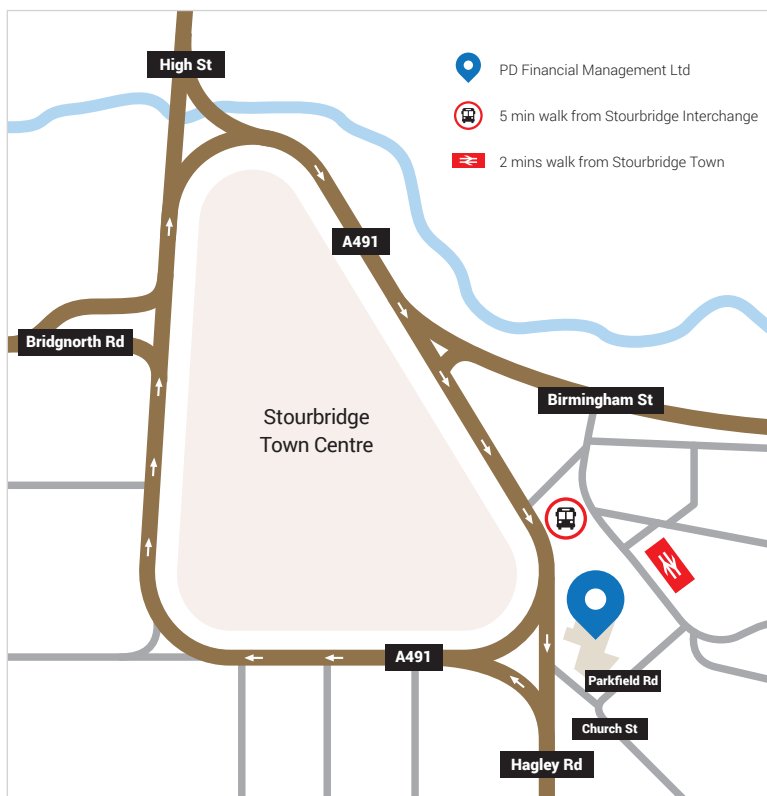 High St
PD Financial Management Ltd
5 min walk from Stourbridge Interchange
2 mins walk from Stourbridge Town
A491
Bridgnorth Rd
Birmingham St
Stourbridge
Town Centre
A491
Parkfield Rd
Church St
Hagley Rd